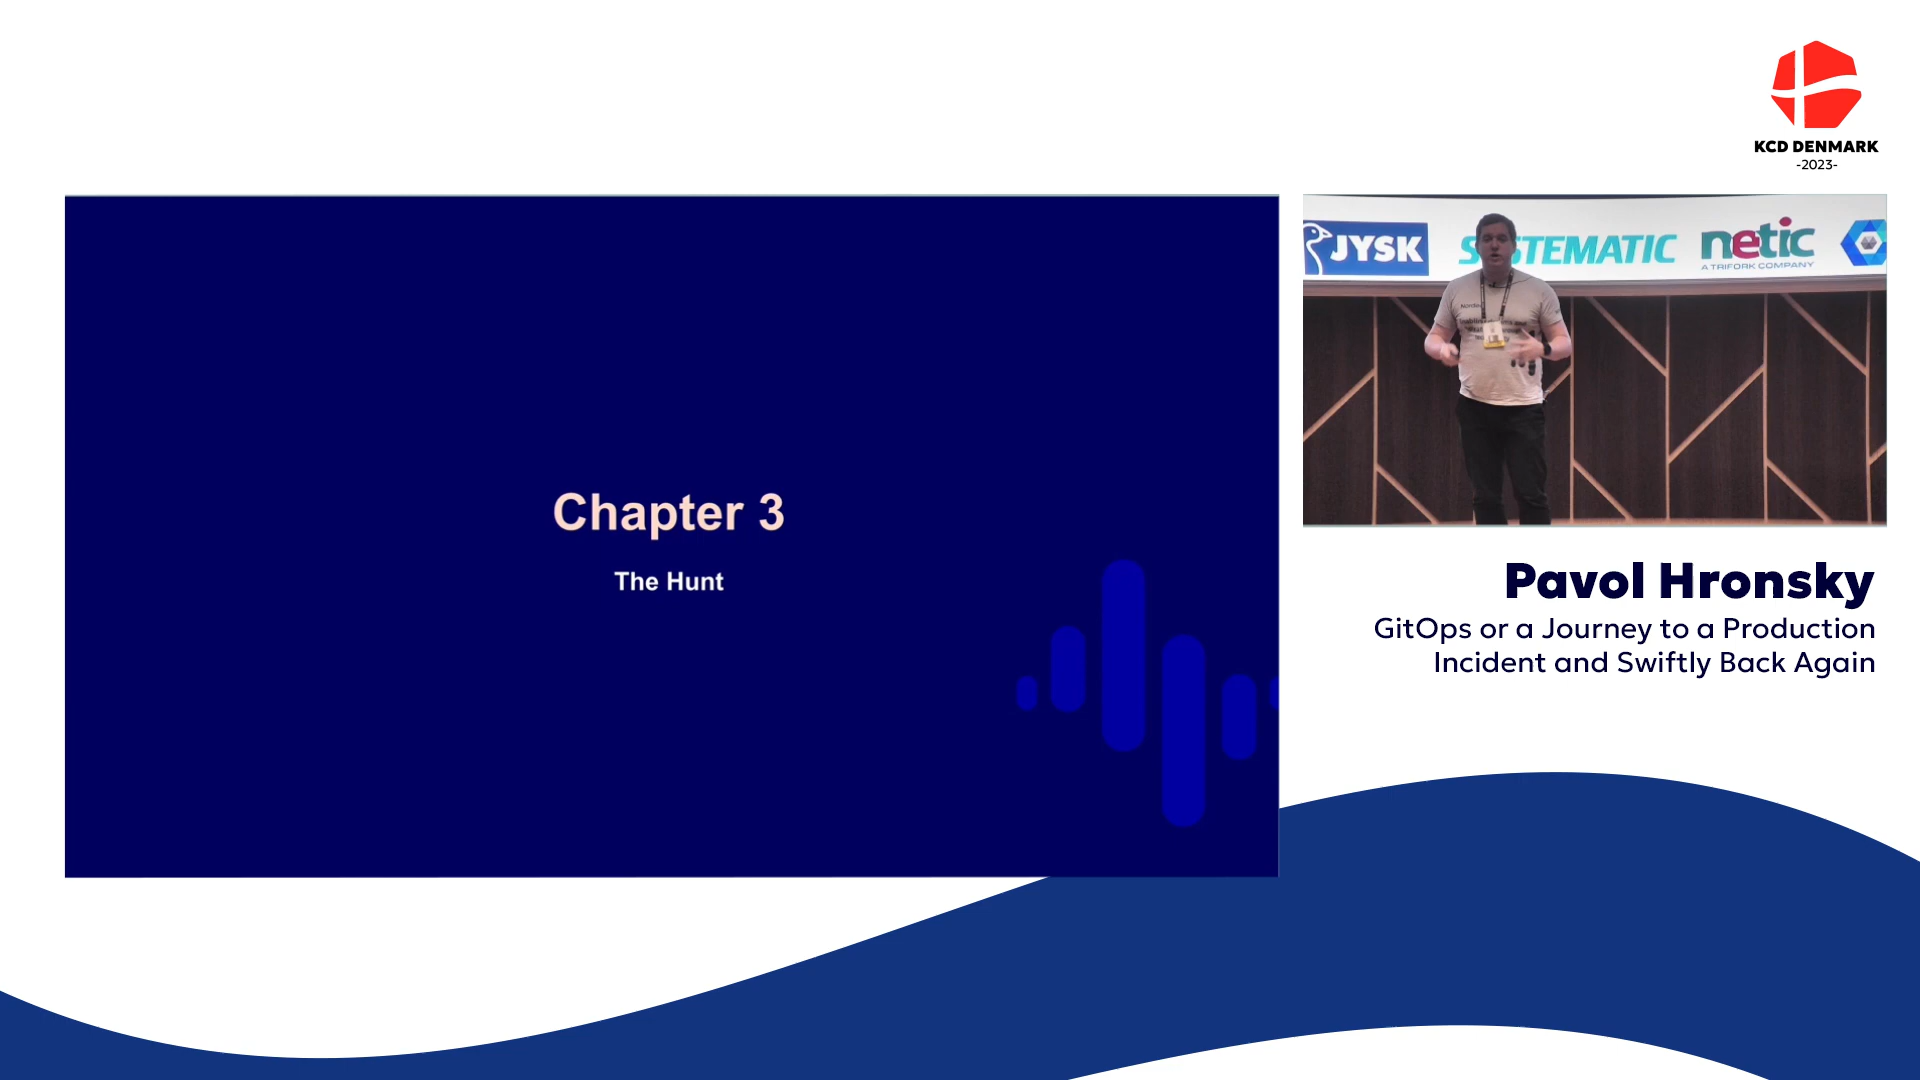 KCD DENMARK
-2023-
JYSK
SYSTEMATIC
netic
A TRIFORK COMPANY
Chapter 3
The Hunt
Pavol Hronsky
GitOps or a Journey to a Production
Incident and Swiftly Back Again